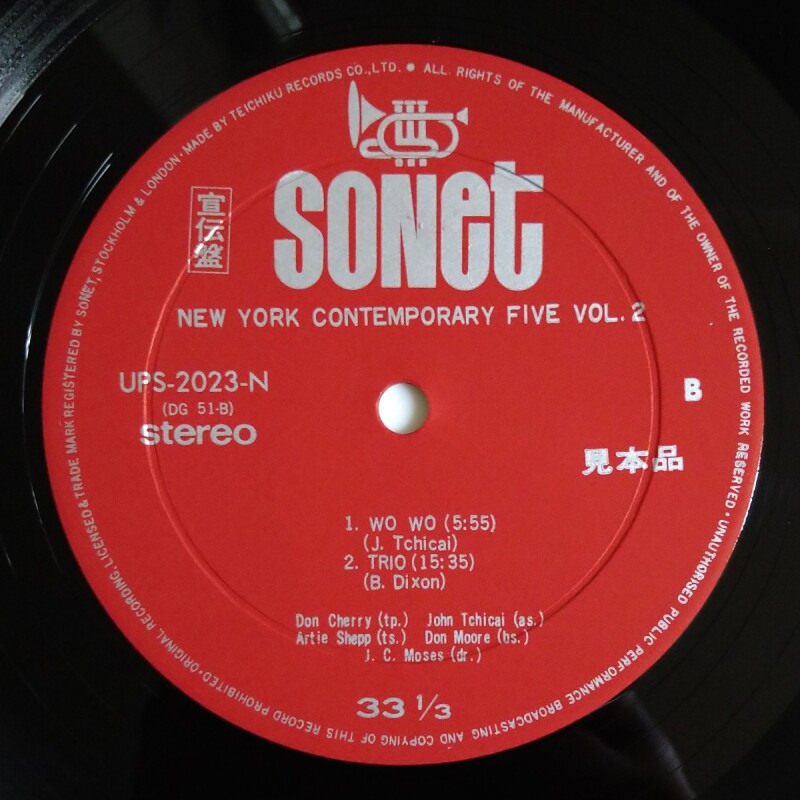 MADE BY TEICHIKU RECORDS CO., LTD. • ALL RIGHTS OF THE MANUFACTURER AND OF THE OWNER OF THE RECORDED WORK RESERVED • UNAUTHORISED PUBLIC PERFORMANCE BROADCASTING AND COPYING OF THIS RECORD PROHIBITED • ORIGINAL RECORDING, LICENSED & TRADE MARK REGISTERED BY SONET, STOCKHOLM & LONDON •
宣伝盤
SONET
NEW YORK CONTEMPORARY FIVE VOL. 2
UPS-2023-N
(DG 51-B)
stereo
B
見本品
1. WO WO (5:55)
(J. Tchicai)
2. TRIO (15:35)
(B. Dixon)
Don Cherry (tp.) John Tchicai (as.)
Artie Shepp (ts.) Don Moore (bs.)
J. C. Moses (dr.)
33 1/3